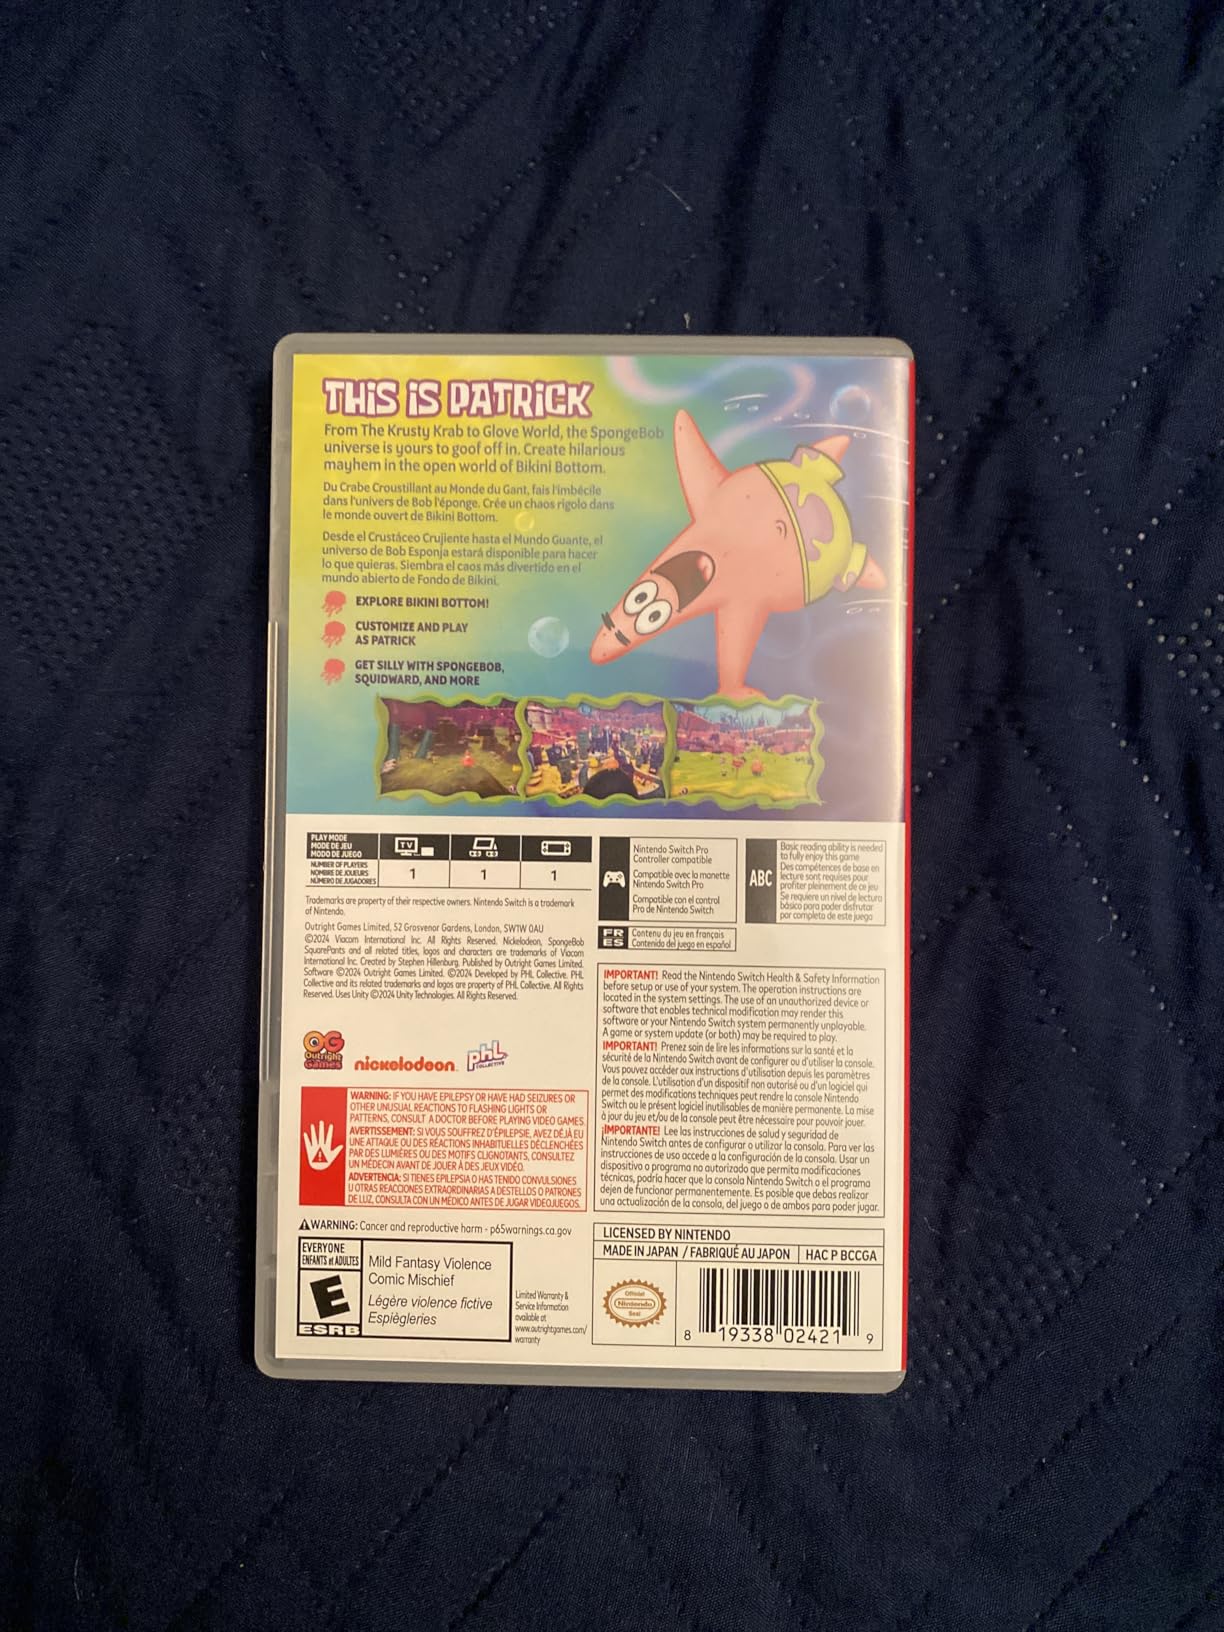 THIS IS PATRICK
From The Krusty Krab to Glove World, the SpongeBob
universe is yours to goof off in. Create hilarious
mayhem in the open world of Bikini Bottom.
Du Crabe Croustillant au Monde du Gant, fais l'imbécile
dans l'univers de Bob l'éponge. Crée un chaos rigolo dans
le monde ouvert de Bikini Bottom.
Desde el Crustáceo Crujiente hasta el Mundo Guante, el
universo de Bob Esponja estará disponible para hacer
lo que quieras. Siembra el caos más divertido en el
mundo abierto de Fondo de Bikini.
EXPLORE BIKINI BOTTOM!
CUSTOMIZE AND PLAY
AS PATRICK
GET SILLY WITH SPONGEBOB,
SQUIDWARD, AND MORE
PLAY MODE
MODE DE JEU
MODO DE JUEGO
TV
NUMBER OF PLAYERS
NOMBRE DE JOUEURS
NÚMERO DE JUGADORES
1 1 1
Nintendo Switch Pro
Controller compatible
Compatible avec la manette
Nintendo Switch Pro
Compatible con el control
Pro de Nintendo Switch
ABC
Basic reading ability is needed
to fully enjoy this game
Des compétences de base en
lecture sont requises pour
profiter pleinement de ce jeu
Se requiere un nivel de lectura
básico para poder disfrutar
por completo de este juego
FR
ES
Contenu du jeu en français
Contenido del juego en español
Trademarks are property of their respective owners. Nintendo Switch is a trademark
of Nintendo.
Outright Games Limited, 52 Grosvenor Gardens, London, SW1W 0AU
©2024 Viacom International Inc. All Rights Reserved. Nickelodeon, SpongeBob
SquarePants and all related titles, logos and characters are trademarks of Viacom
International Inc. Created by Stephen Hillenburg. Published by Outright Games Limited.
Software ©2024 Outright Games Limited. ©2024 Developed by PHL Collective. PHL
Collective and its related trademarks and logos are property of PHL Collective. All Rights
Reserved. Uses Unity ©2024 Unity Technologies. All Rights Reserved.
OG
Outright
Games
nickelodeon
phL
COLLECTIVE
IMPORTANT! Read the Nintendo Switch Health & Safety Information
before setup or use of your system. The operation instructions are
located in the system settings. The use of an unauthorized device or
software that enables technical modification may render this
software or your Nintendo Switch system permanently unplayable.
A game or system update (or both) may be required to play.
IMPORTANT! Prenez soin de lire les informations sur la santé et la
sécurité de la Nintendo Switch avant de configurer ou d'utiliser la console.
Vous pouvez accéder aux instructions d'utilisation depuis les paramètres
de la console. L'utilisation d'un dispositif non autorisé ou d'un logiciel qui
permet des modifications techniques peut rendre la console Nintendo
Switch ou le présent logiciel inutilisables de manière permanente. La mise
à jour du jeu et/ou de la console peut être nécessaire pour pouvoir jouer.
¡IMPORTANTE! Lee las instrucciones de salud y seguridad de
Nintendo Switch antes de configurar o utilizar la consola. Para ver las
instrucciones de uso accede a la configuración de la consola. Usar un
dispositivo o programa no autorizado que permita modificaciones
técnicas, podría hacer que la consola Nintendo Switch o el programa
dejen de funcionar permanentemente. Es posible que debas realizar
una actualización de la consola, del juego o de ambos para poder jugar.
WARNING: IF YOU HAVE EPILEPSY OR HAVE HAD SEIZURES OR
OTHER UNUSUAL REACTIONS TO FLASHING LIGHTS OR
PATTERNS, CONSULT A DOCTOR BEFORE PLAYING VIDEO GAMES.
AVERTISSEMENT: SI VOUS SOUFFREZ D'ÉPILEPSIE, AVEZ DÉJÀ EU
UNE ATTAQUE OU DES RÉACTIONS INHABITUELLES DÉCLENCHÉES
PAR DES LUMIÈRES OU DES MOTIFS CLIGNOTANTS, CONSULTEZ
UN MÉDECIN AVANT DE JOUER À DES JEUX VIDÉO.
ADVERTENCIA: SI TIENES EPILEPSIA O HAS TENIDO CONVULSIONES
U OTRAS REACCIONES EXTRAORDINARIAS A DESTELLOS O PATRONES
DE LUZ, CONSULTA CON UN MÉDICO ANTES DE JUGAR VIDEOJUEGOS.
WARNING: Cancer and reproductive harm - p65warnings.ca.gov
EVERYONE
ENFANTS et ADULTES
E
ESRB
Mild Fantasy Violence
Comic Mischief
Légère violence fictive
Espiègleries
Limited Warranty &
Service Information
available at
www.outrightgames.com/
warranty
LICENSED BY NINTENDO
MADE IN JAPAN / FABRIQUÉ AU JAPON
HAC P BCCGA
Official
Nintendo
Seal
8 19338 02421 9